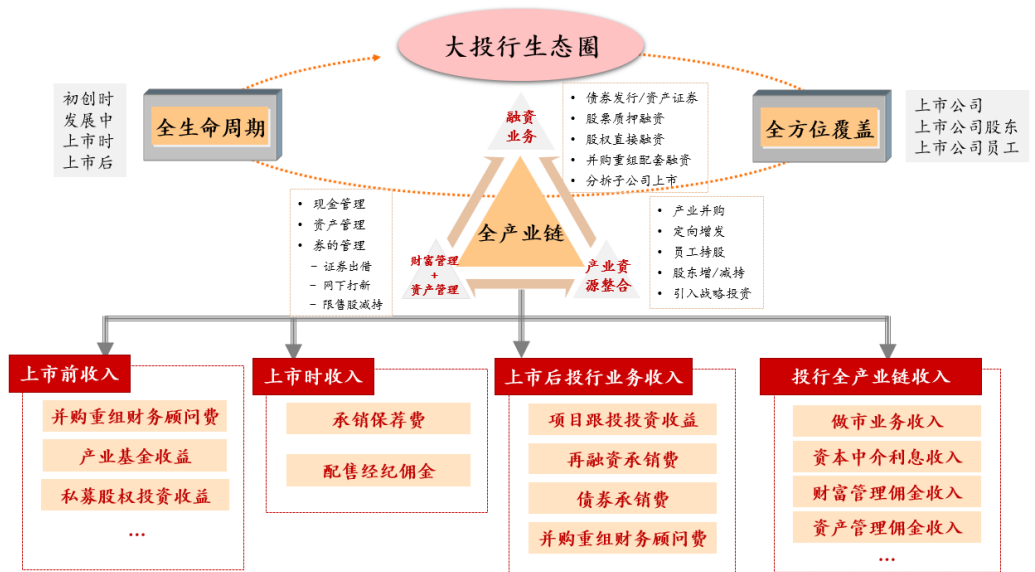 大投行生态圈
初创时
发展中
上市时
上市后
全生命周期
融资
业务
• 债券发行/资产证券
• 股票质押融资
• 股权直接融资
• 并购重组配套融资
• 分拆子公司上市
全方位覆盖
上市公司
上市公司股东
上市公司员工
• 现金管理
• 资产管理
• 券的管理
– 证券出借
– 网下打新
– 限售股减持
全产业链
财富管理
+
资产管理
产业资
源整合
• 产业并购
• 定向增发
• 员工持股
• 股东增/减持
• 引入战略投资
上市前收入
并购重组财务顾问费
产业基金收益
私募股权投资收益
...
上市时收入
承销保荐费
配售经纪佣金
上市后投行业务收入
项目跟投投资收益
再融资承销费
债券承销费
并购重组财务顾问费
投行全产业链收入
做市业务收入
资本中介利息收入
财富管理佣金收入
资产管理佣金收入
...